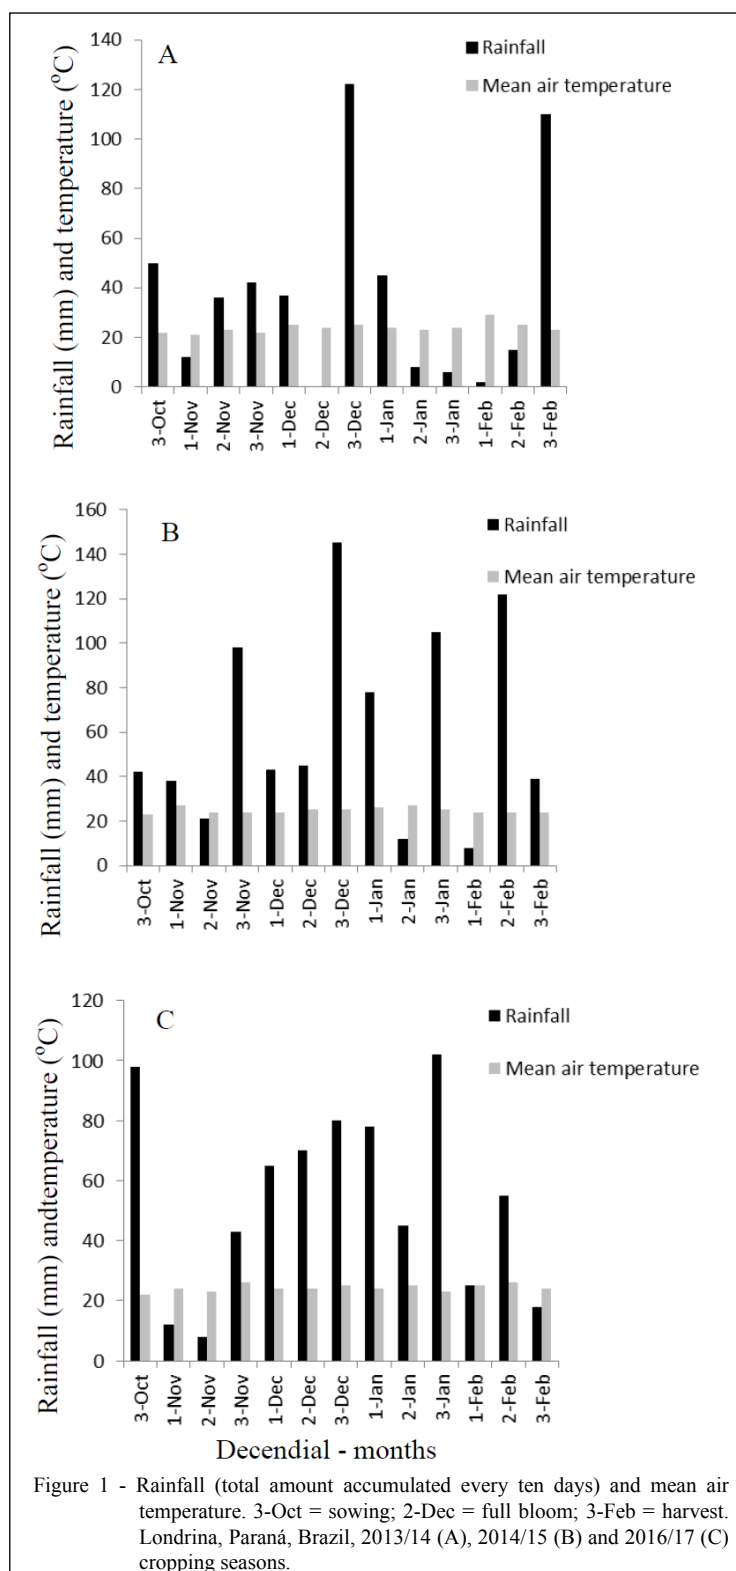 Rainfall (mm) and temperature (°C)
140
120
100
80
60
40
20
0
A
Rainfall
Mean air temperature
3-Oct
1-Nov
2-Nov
3-Nov
1-Dec
2-Dec
3-Dec
1-Jan
2-Jan
3-Jan
1-Feb
2-Feb
3-Feb
Rainfall (mm) and temperature (°C)
160
140
120
100
80
60
40
20
0
B
Rainfall
Mean air temperature
3-Oct
1-Nov
2-Nov
3-Nov
1-Dec
2-Dec
3-Dec
1-Jan
2-Jan
3-Jan
1-Feb
2-Feb
3-Feb
Rainfall (mm) andtemperature (°C)
120
100
80
60
40
20
0
C
Rainfall
Mean air temperature
3-Oct
1-Nov
2-Nov
3-Nov
1-Dec
2-Dec
3-Dec
1-Jan
2-Jan
3-Jan
1-Feb
2-Feb
3-Feb
Decendial - months
Figure 1 - Rainfall (total amount accumulated every ten days) and mean air
temperature. 3-Oct = sowing; 2-Dec = full bloom; 3-Feb = harvest.
Londrina, Paraná, Brazil, 2013/14 (A), 2014/15 (B) and 2016/17 (C)
cropping seasons.